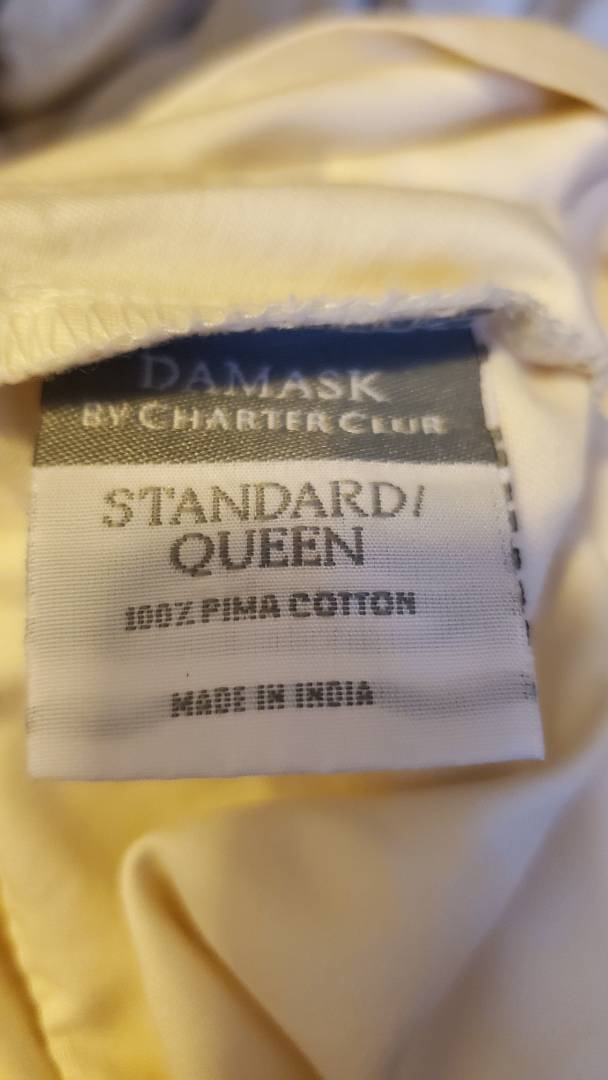 DAMASK
BY CHARTER CLUB
STANDARD/
QUEEN
100% PIMA COTTON
MADE IN INDIA